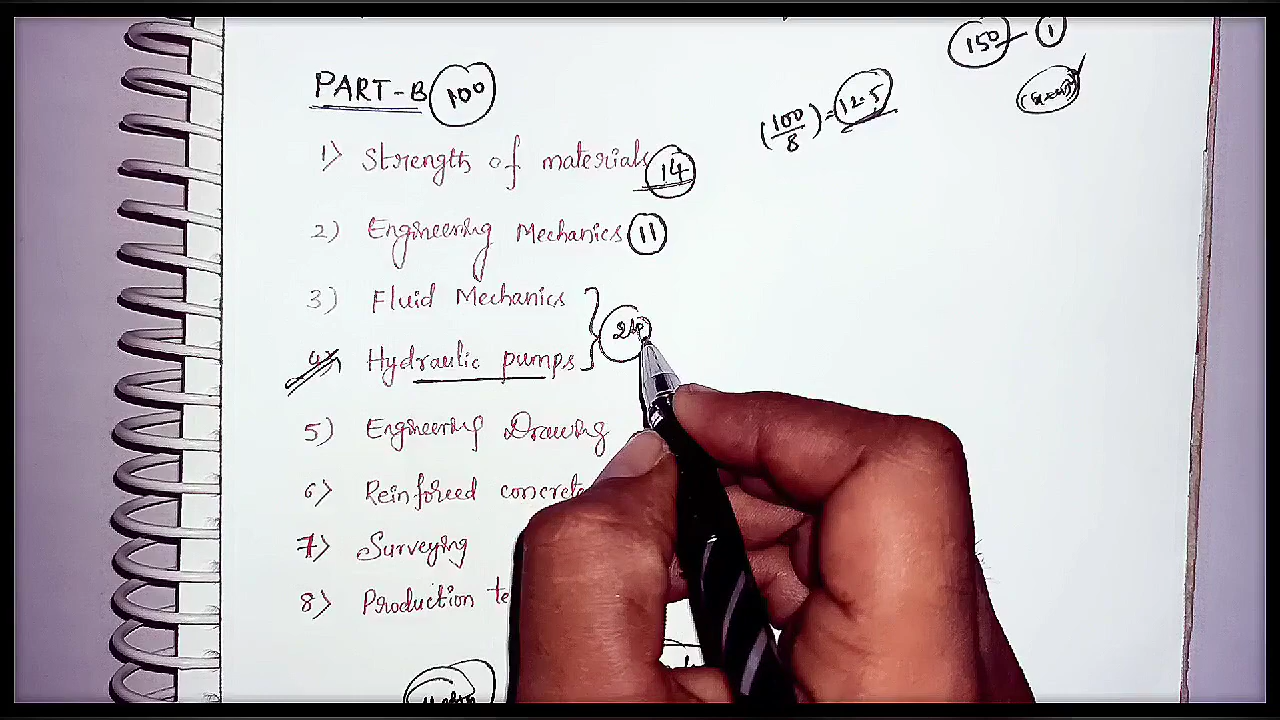 150 — 1
PART-B 100
(100/8) = 12.5
1) Strength of materials 14
2) Engineering Mechanics 11
3) Fluid Mechanics
4) Hydraulic pumps
5) Engineering Drawing
6) Reinforced concrete
7) Surveying
8) Production te